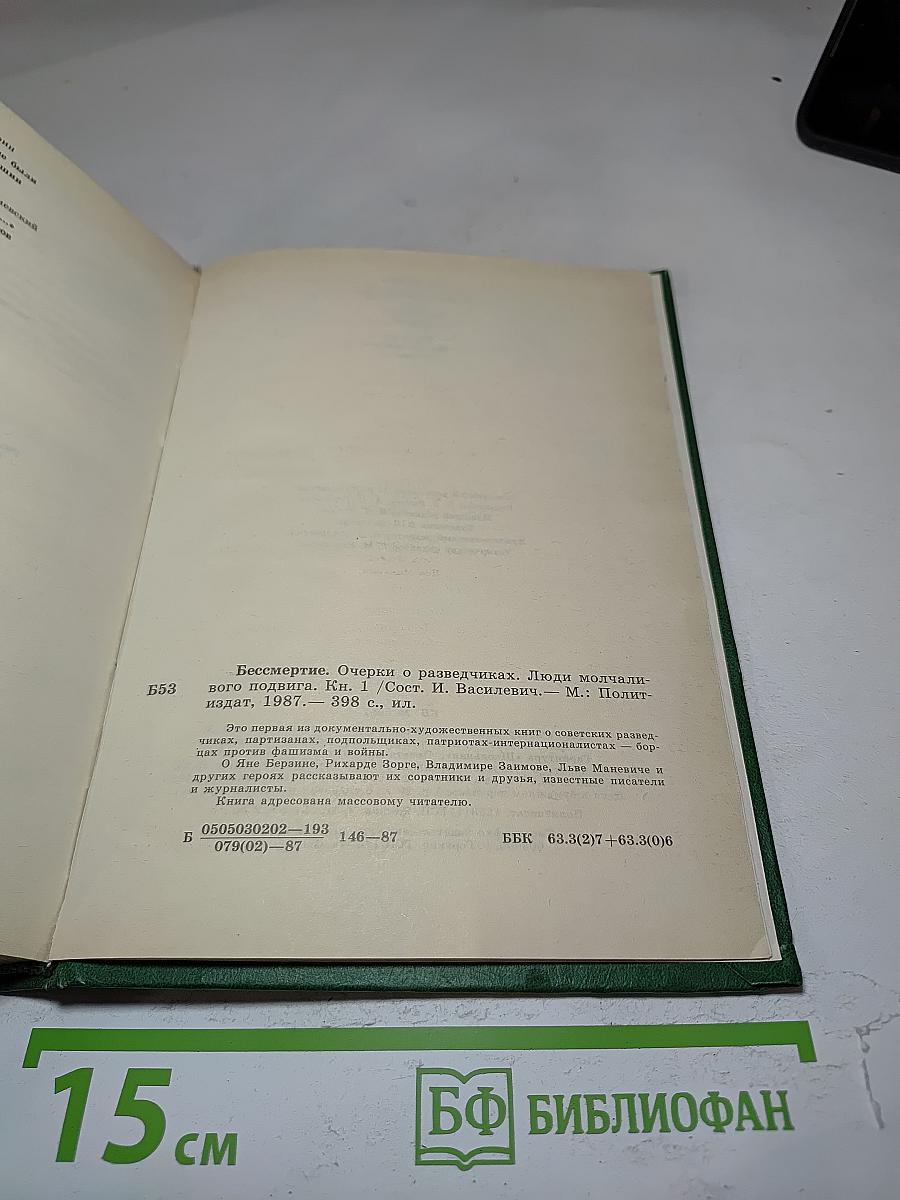 были
Бессмертие. Очерки о разведчиках. Люди молчали-
Б53 вого подвига. Кн. 1 /Сост. И. Василевич.— М.: Полит-
издат, 1987.— 398 с., ил.
Это первая из документально-художественных книг о советских развед-
чиках, партизанах, подпольщиках, патриотах-интернационалистах — бор-
цах против фашизма и войны.
О Яне Берзине, Рихарде Зорге, Владимире Заимове, Льве Маневиче и
других героях рассказывают их соратники и друзья, известные писатели
и журналисты.
Книга адресована массовому читателю.
Б 0505030202—193 146—87 ББК 63.3(2)7+63.3(0)6
079(02)—87
15 см БФ БИБЛИОФАН